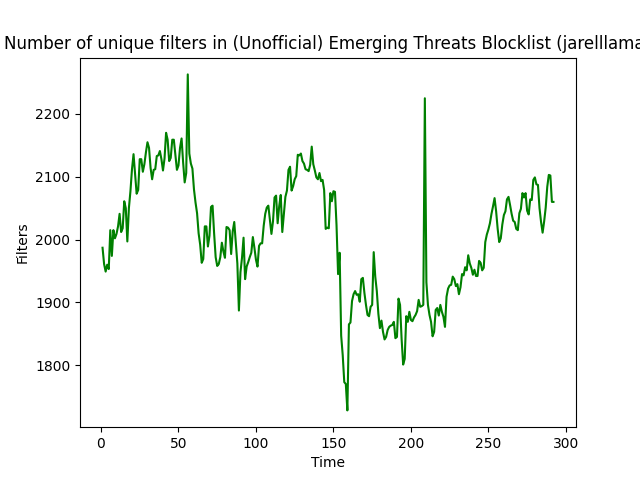 Number of unique filters in (Unofficial) Emerging Threats Blocklist (jarelllama
2200
2100
2000
1900
1800
Filters
0 50 100 150 200 250 300
Time